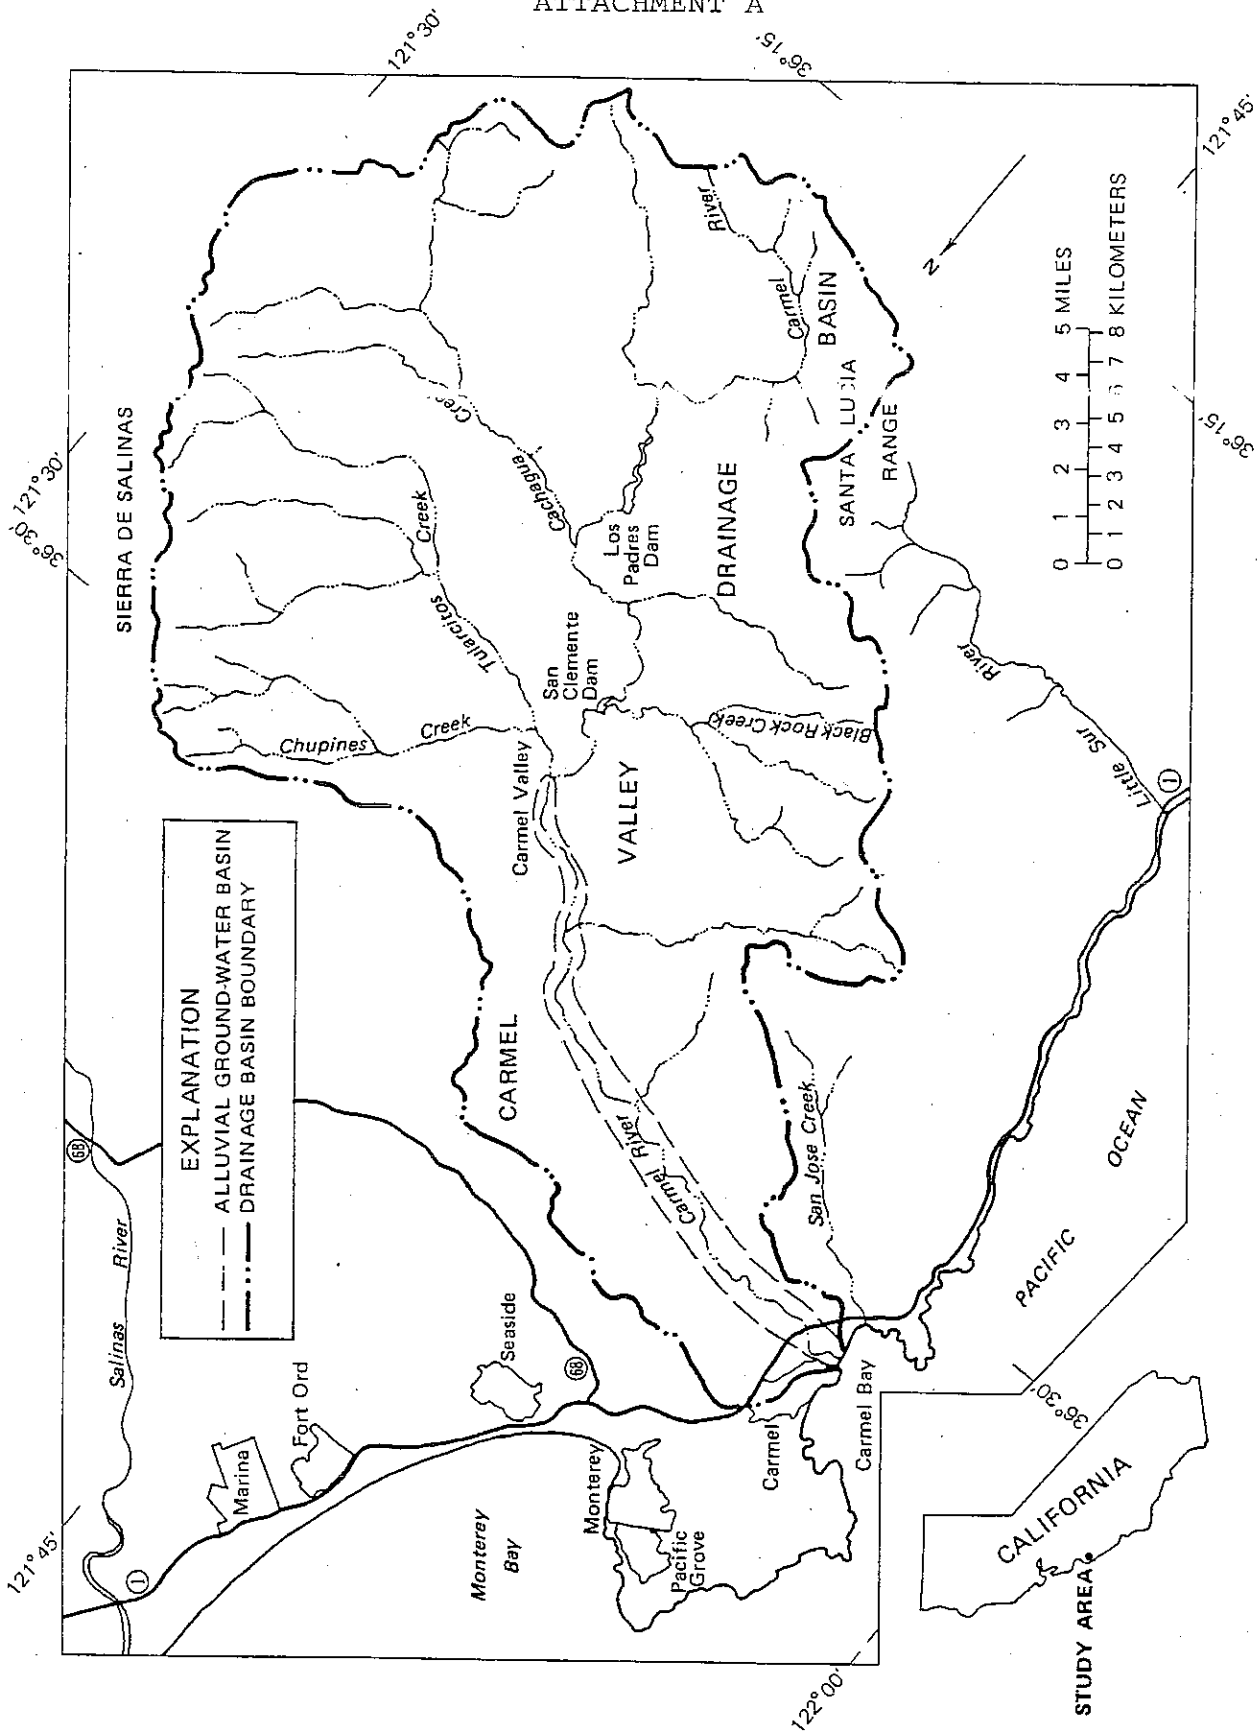 ATTACHMENT A
121°30'
36°15'
121°45'
36°15'
121°30'
36°30'
121°45'
122°00'
36°30'
SIERRA DE SALINAS
EXPLANATION
ALLUVIAL GROUND-WATER BASIN
DRAINAGE BASIN BOUNDARY
CARMEL
VALLEY
DRAINAGE
BASIN
SANTA LUCIA
RANGE
Salinas River
68
1
Marina
Fort Ord
Seaside
68
Monterey
Bay
Monterey
Pacific
Grove
Carmel
Carmel Bay
Carmel River
San Jose Creek
Carmel Valley
Chupines Creek
Tularcitos Creek
San
Clemente
Dam
Cachagua
Los
Padres
Dam
Black Rock Creek
Carmel River
Little Sur River
1
PACIFIC OCEAN
N
0 1 2 3 4 5 MILES
0 1 2 3 4 5 6 7 8 KILOMETERS
CALIFORNIA
STUDY AREA